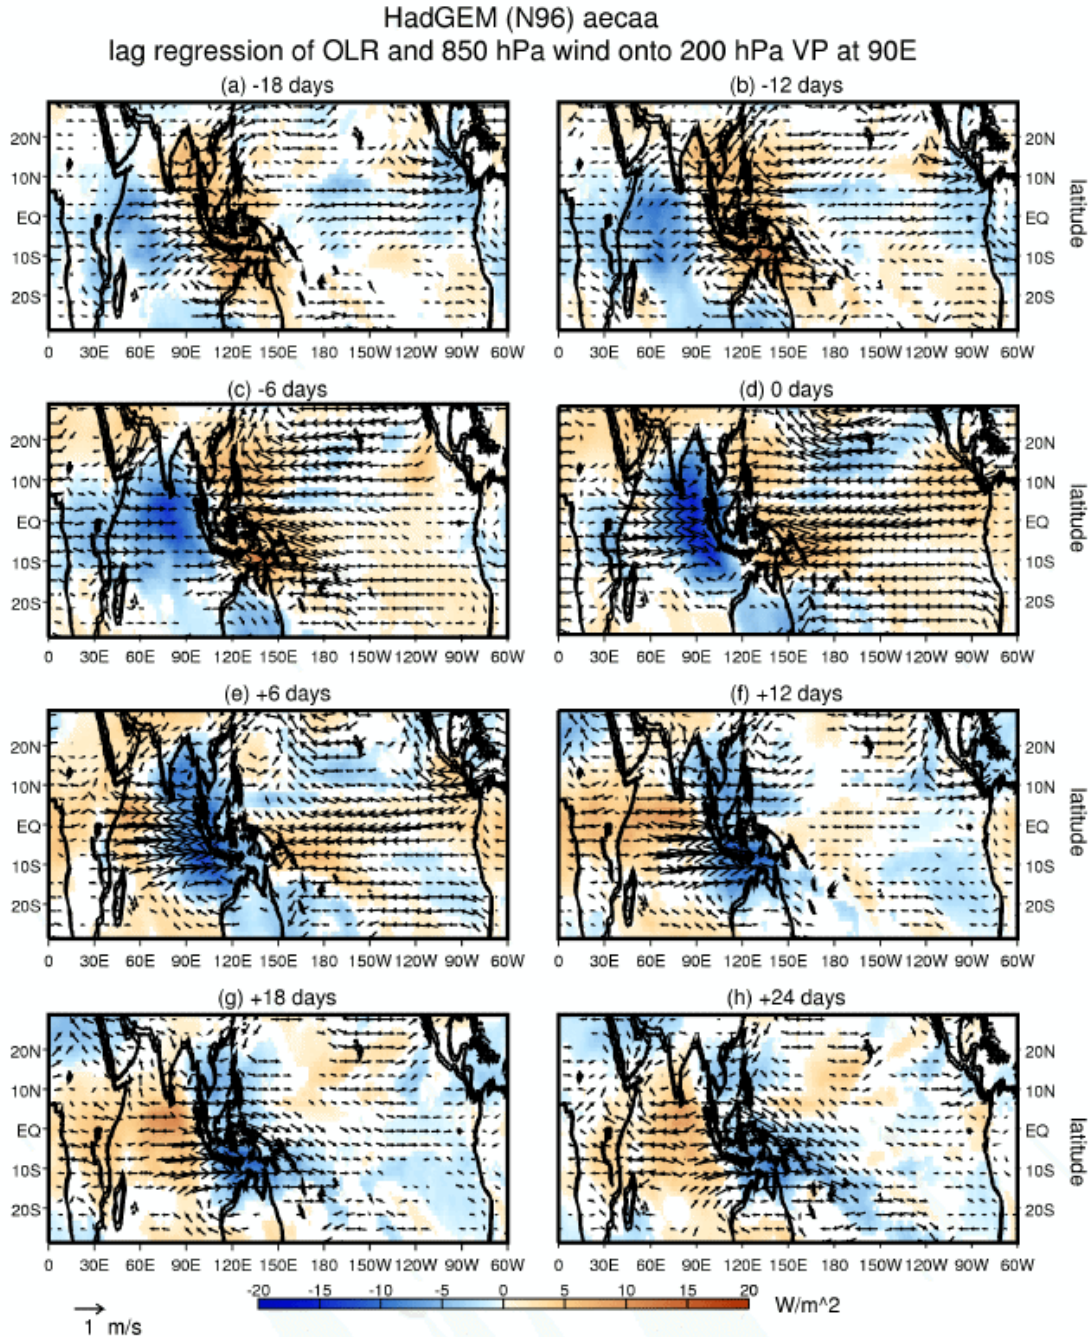 HadGEM (N96) aecaa
lag regression of OLR and 850 hPa wind onto 200 hPa VP at 90E
(a) -18 days
(b) -12 days
20N
10N
EQ
10S
20S
20N
10N
EQ
10S
20S
latitude
0 30E 60E 90E 120E 150E 180 150W 120W 90W 60W
0 30E 60E 90E 120E 150E 180 150W 120W 90W 60W
(c) -6 days
(d) 0 days
20N
10N
EQ
10S
20S
20N
10N
EQ
10S
20S
latitude
0 30E 60E 90E 120E 150E 180 150W 120W 90W 60W
0 30E 60E 90E 120E 150E 180 150W 120W 90W 60W
(e) +6 days
(f) +12 days
20N
10N
EQ
10S
20S
20N
10N
EQ
10S
20S
latitude
0 30E 60E 90E 120E 150E 180 150W 120W 90W 60W
0 30E 60E 90E 120E 150E 180 150W 120W 90W 60W
(g) +18 days
(h) +24 days
20N
10N
EQ
10S
20S
20N
10N
EQ
10S
20S
latitude
0 30E 60E 90E 120E 150E 180 150W 120W 90W 60W
0 30E 60E 90E 120E 150E 180 150W 120W 90W 60W
-20 -15 -10 -5 0 5 10 15 20
W/m^2
1 m/s